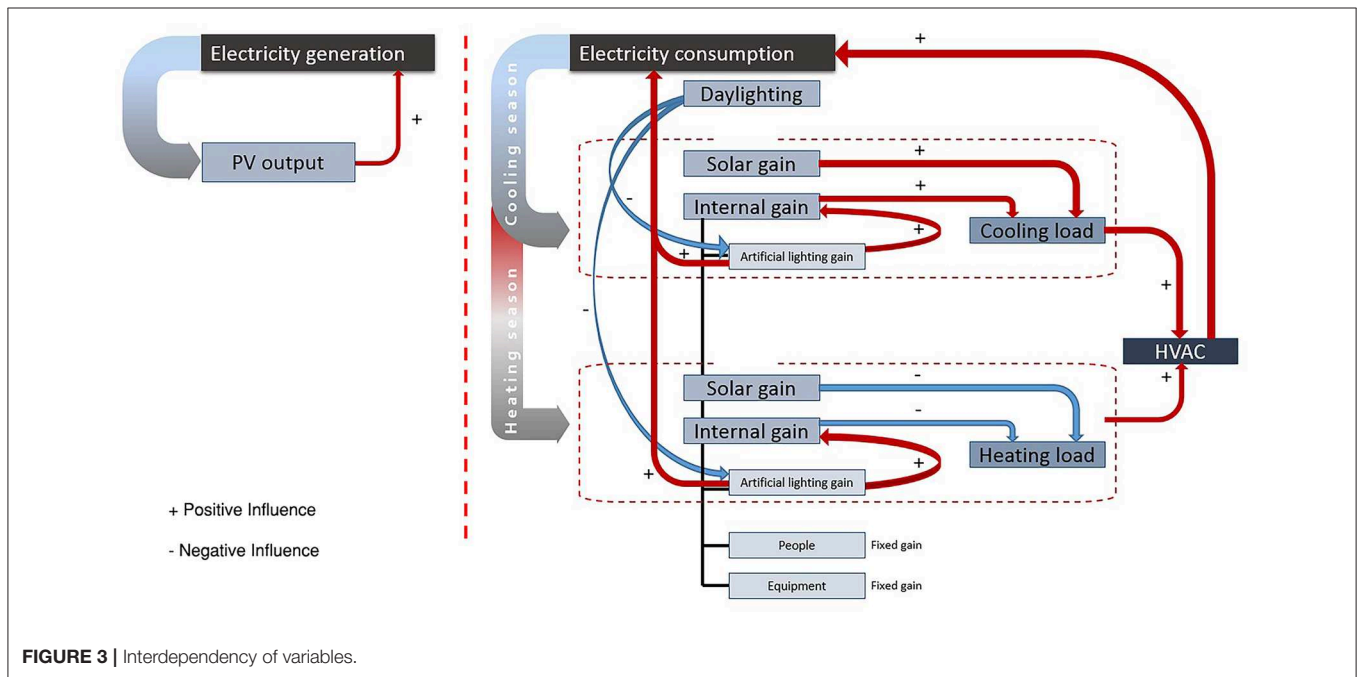 Electricity generation
+
PV output
+ Positive Influence
- Negative Influence
Electricity consumption
+
Cooling season
Heating season
Daylighting
Solar gain
+
+
Internal gain
-
+
Cooling load
Artificial lighting gain
+
+
-
HVAC
+
Solar gain
-
-
Internal gain
+
Heating load
Artificial lighting gain
+
People
Fixed gain
Equipment
Fixed gain
FIGURE 3 | Interdependency of variables.